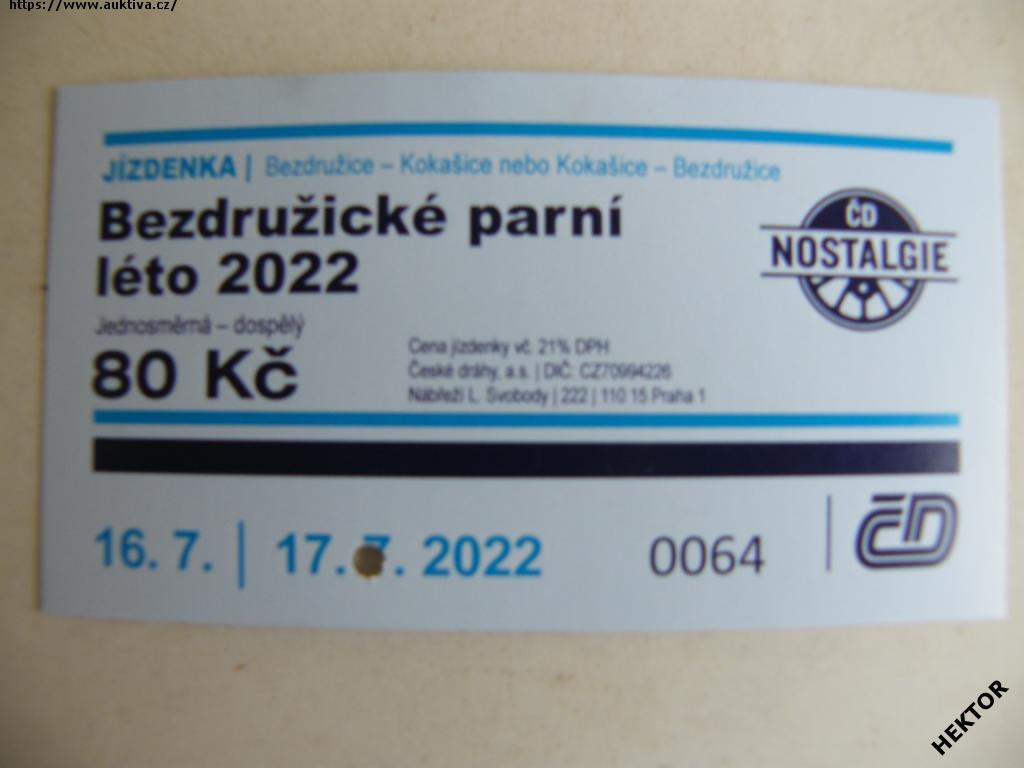 https://www.auktiva.cz/
JÍZDENKA | Bezdružice – Kokašice nebo Kokašice – Bezdružice
Bezdružické parní
léto 2022
ČD
NOSTALGIE
Jednosměrná – dospělý
80 Kč
Cena jízdenky vč. 21% DPH
České dráhy, a.s. | DIČ: CZ70994226
Nábřeží L. Svobody | 222 | 110 15 Praha 1
16. 7. | 17. 7. 2022
0064
ČD
HEKTOR